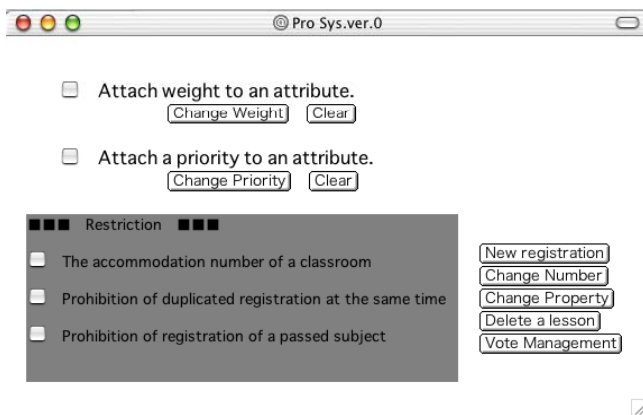 @ Pro Sys.ver.0
Attach weight to an attribute.
Change Weight Clear
Attach a priority to an attribute.
Change Priority Clear
■■■ Restriction ■■■
The accommodation number of a classroom
Prohibition of duplicated registration at the same time
Prohibition of registration of a passed subject
New registration
Change Number
Change Property
Delete a lesson
Vote Management